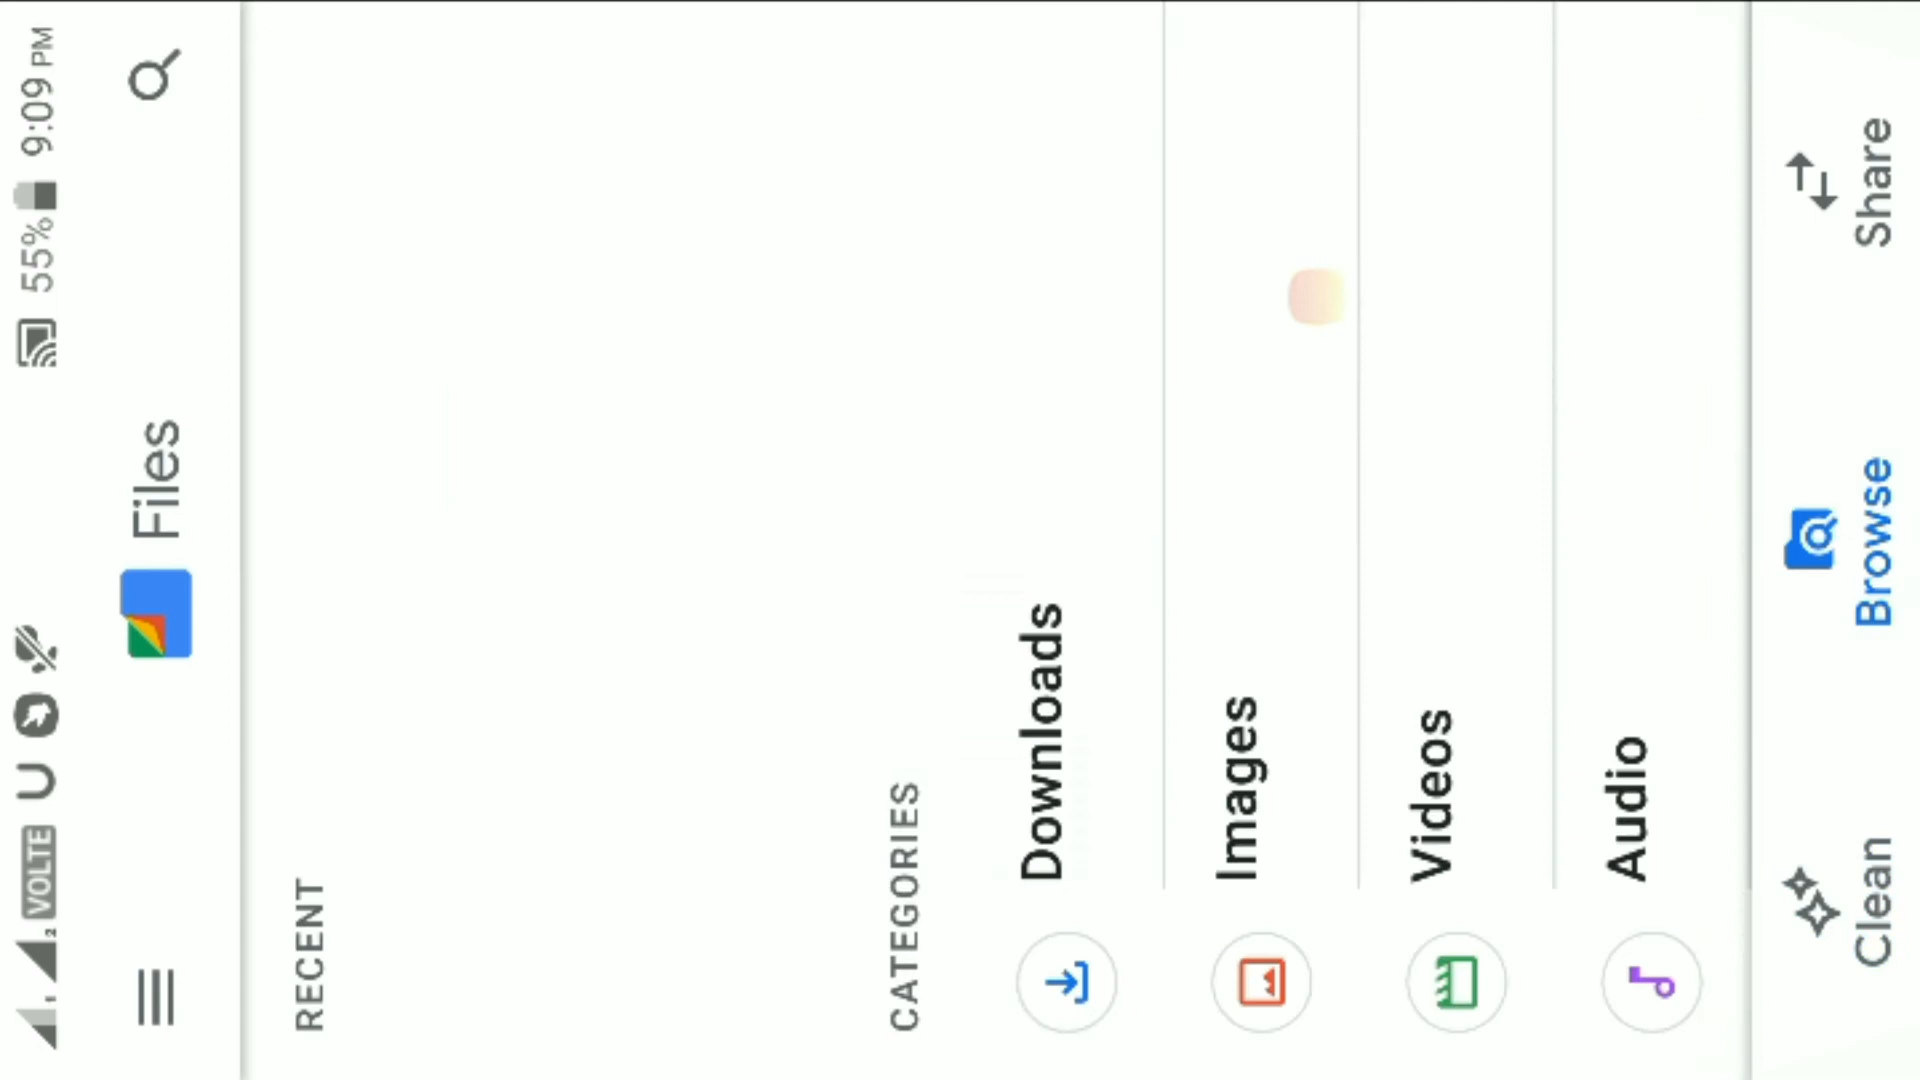 VOLTE 55% 9:09 PM
Files
RECENT
CATEGORIES
Downloads
Images
Videos
Audio
Clean Browse Share